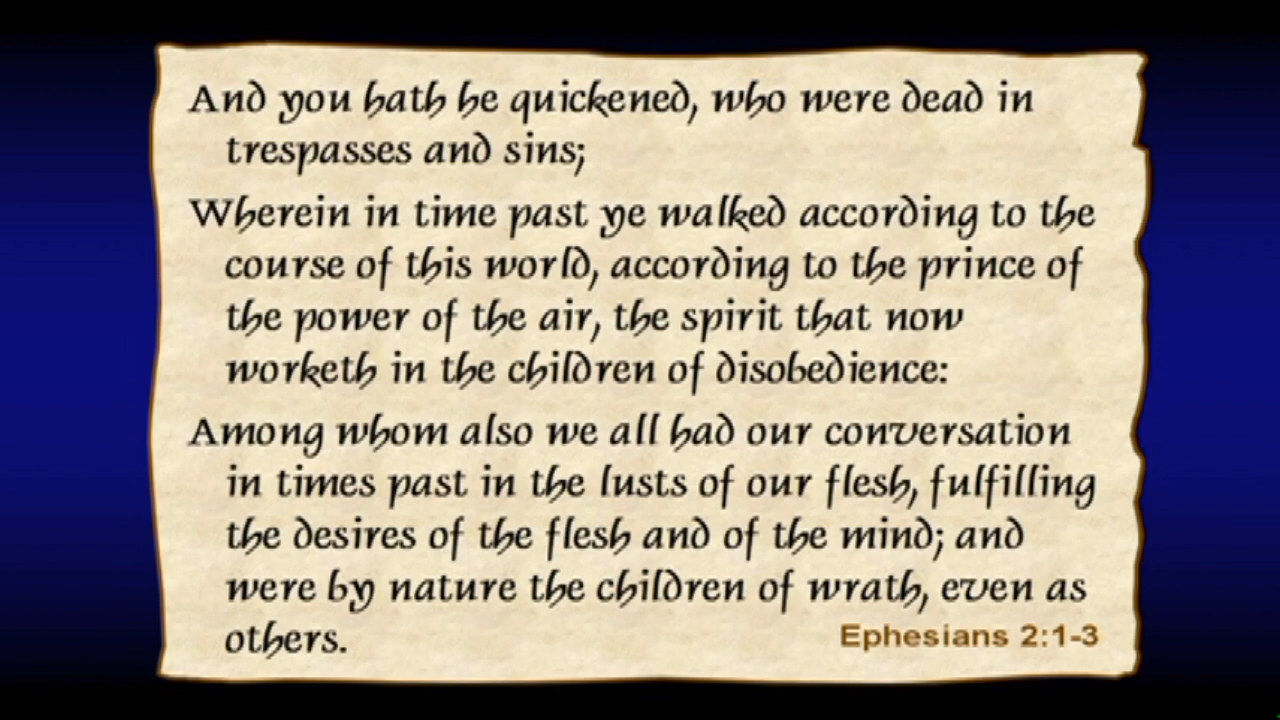 And you hath he quickened, who were dead in
trespasses and sins;
Wherein in time past ye walked according to the
course of this world, according to the prince of
the power of the air, the spirit that now
worketh in the children of disobedience:
Among whom also we all had our conversation
in times past in the lusts of our flesh, fulfilling
the desires of the flesh and of the mind; and
were by nature the children of wrath, even as
others.
Ephesians 2:1-3